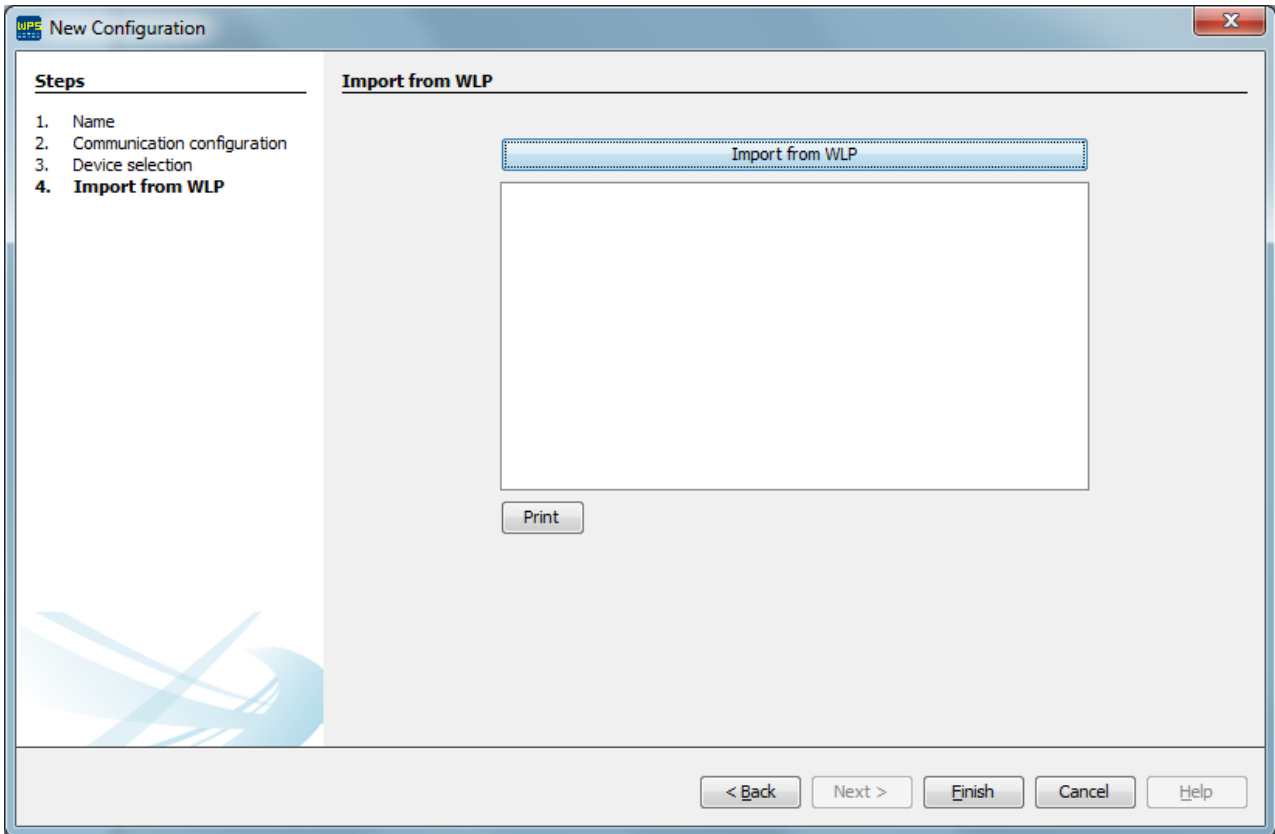 WPS New Configuration X
Steps
1. Name
2. Communication configuration
3. Device selection
4. Import from WLP
Import from WLP
Import from WLP
Print
< Back Next > Finish Cancel Help